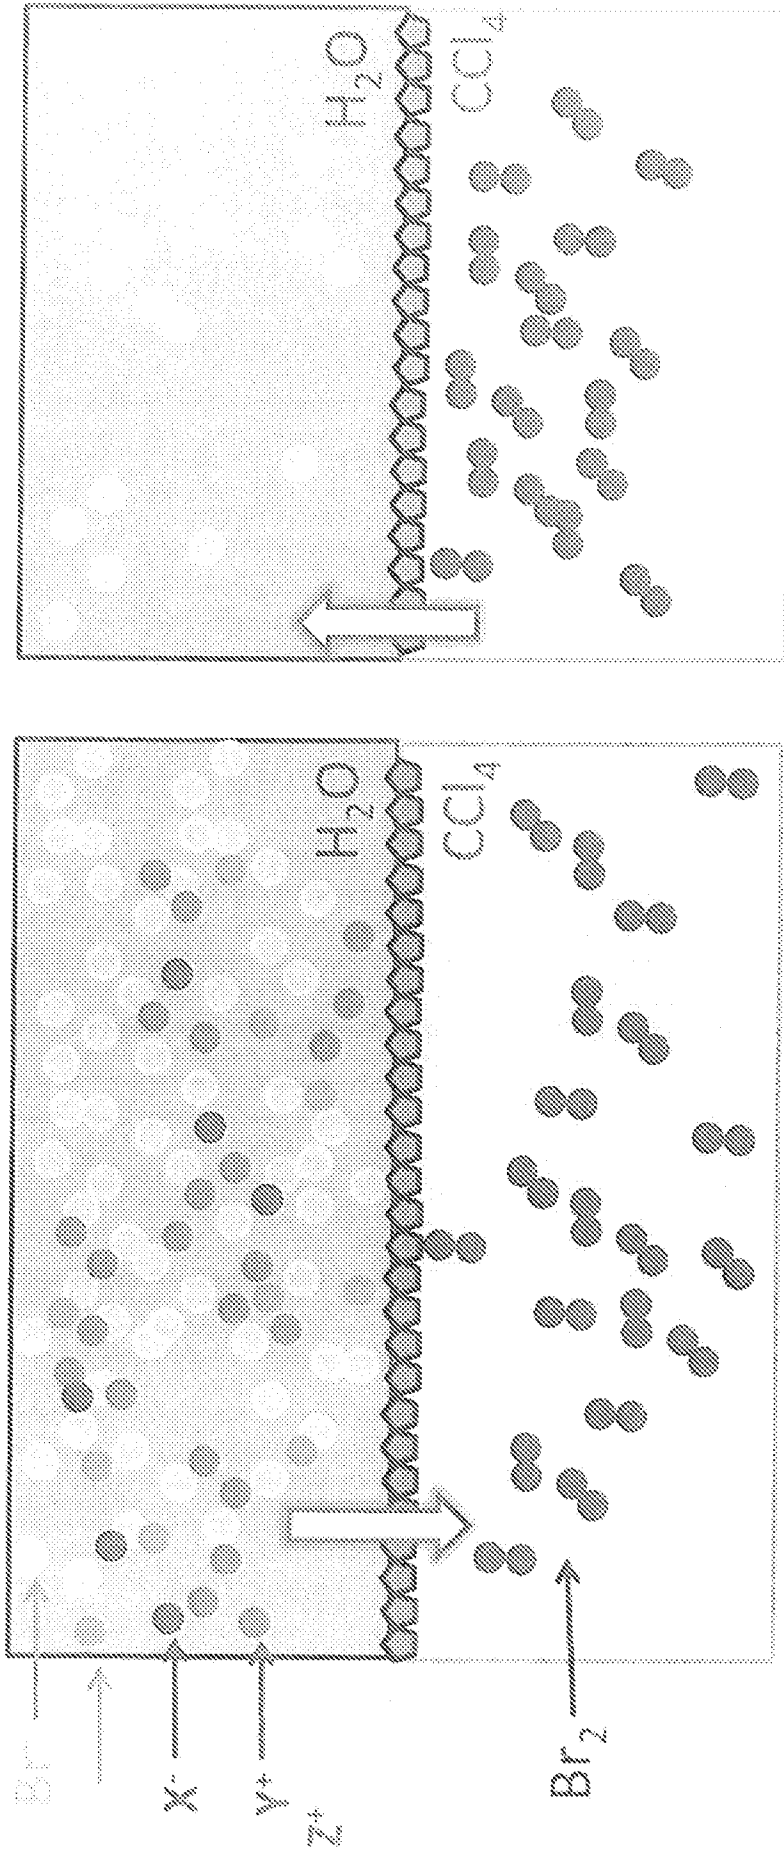 Br
X⁻
Y⁺
Z⁺
Br₂
H₂O
CCl₄
H₂O
CCl₄